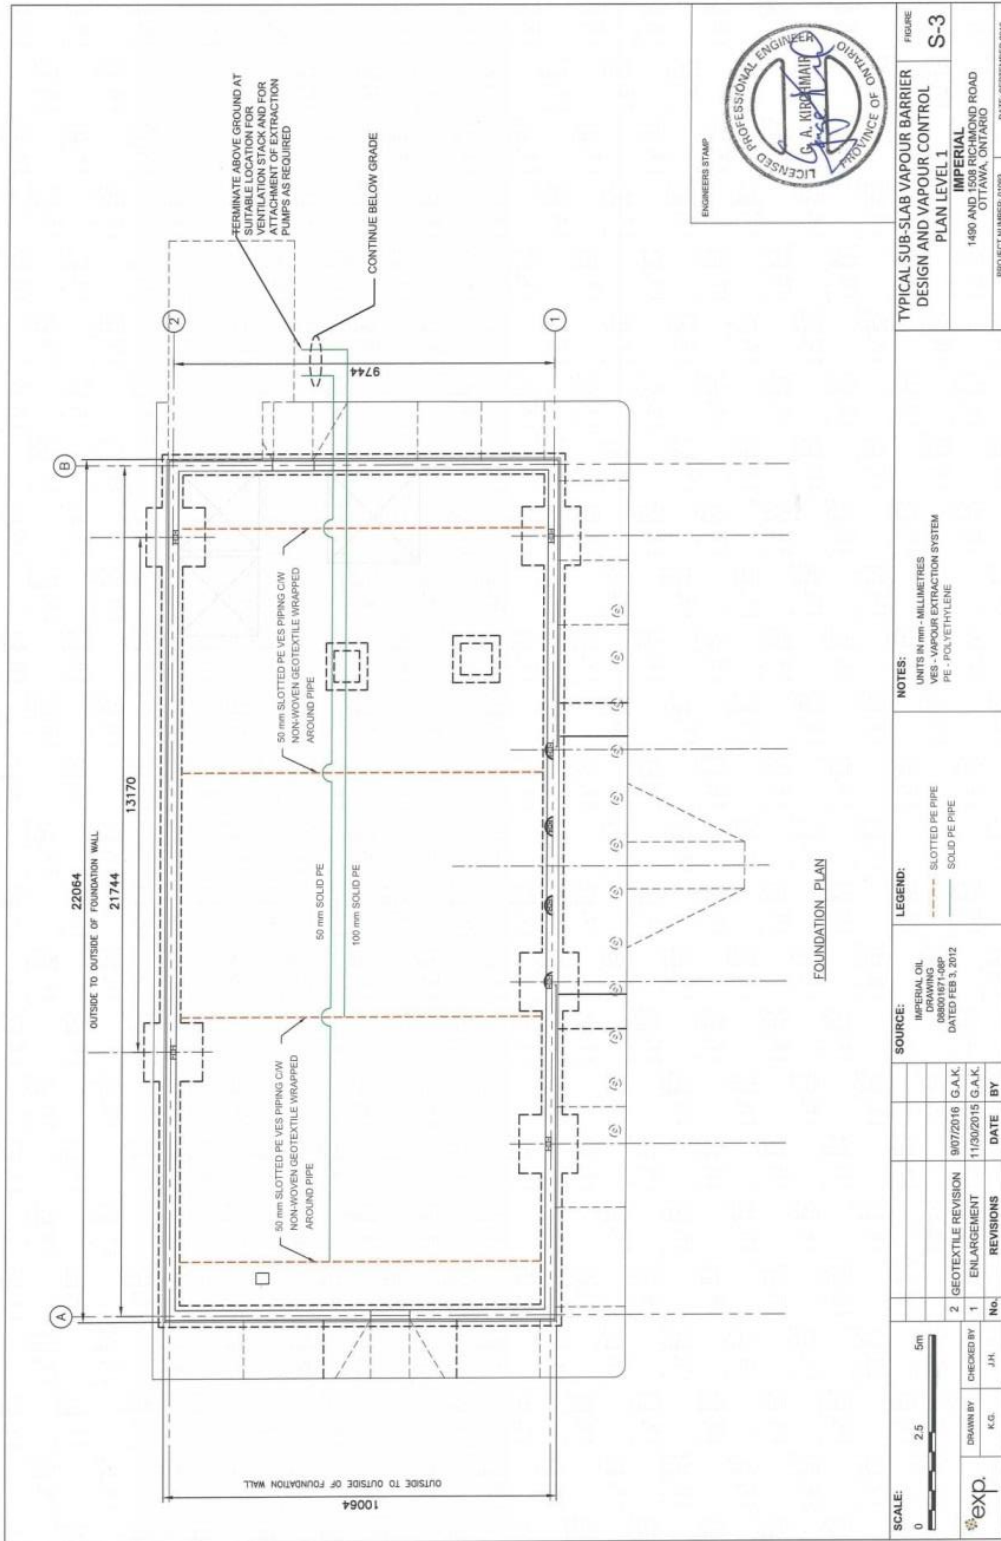 22064
OUTSIDE TO OUTSIDE OF FOUNDATION WALL
21744
13170
A
B
2
1
9744
10064
OUTSIDE TO OUTSIDE OF FOUNDATION WALL
TERMINATE ABOVE GROUND AT
SUITABLE LOCATION FOR
VENTILATION STACK AND FOR
ATTACHMENT OF EXTRACTION
PUMPS AS REQUIRED
CONTINUE BELOW GRADE
50 mm SLOTTED PE VES PIPING C/W
NON-WOVEN GEOTEXTILE WRAPPED
AROUND PIPE
50 mm SLOTTED PE VES PIPING C/W
NON-WOVEN GEOTEXTILE WRAPPED
AROUND PIPE
50 mm SOLID PE
100 mm SOLID PE
FOUNDATION PLAN
ENGINEERS STAMP
LICENSED PROFESSIONAL ENGINEER
G. A. KIRCHMAIR
PROVINCE OF ONTARIO
SCALE:
0 2.5 5m
exp.
DRAWN BY CHECKED BY
K.G. J.H.
2 GEOTEXTILE REVISION 9/07/2016 G.A.K.
1 ENLARGEMENT 11/30/2015 G.A.K.
No. REVISIONS DATE BY
SOURCE:
IMPERIAL OIL
DRAWING
DATED FEB 3, 2012
LEGEND:
SLOTTED PE PIPE
SOLID PE PIPE
NOTES:
UNITS IN mm - MILLIMETRES
VES - VAPOUR EXTRACTION SYSTEM
PE - POLYETHYLENE
TYPICAL SUB-SLAB VAPOUR BARRIER
DESIGN AND VAPOUR CONTROL
PLAN LEVEL 1
FIGURE
S-3
IMPERIAL
1490 AND 1508 RICHMOND ROAD
OTTAWA, ONTARIO
PROJECT NUMBER: